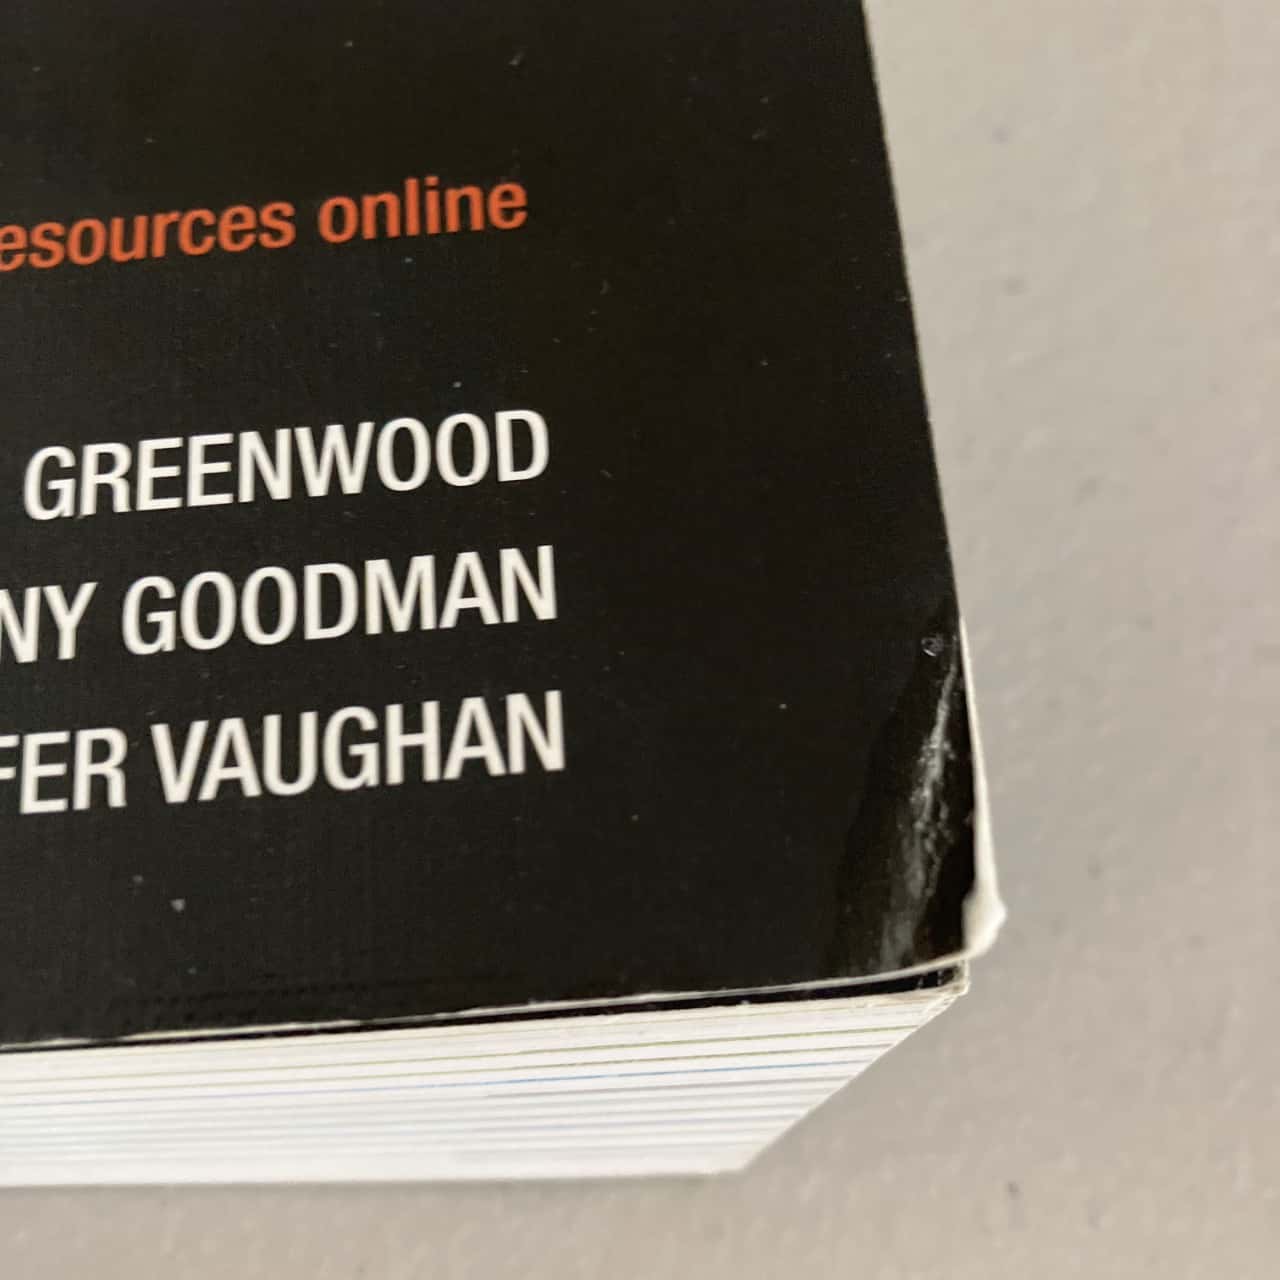 esources online
GREENWOOD
NY GOODMAN
FER VAUGHAN